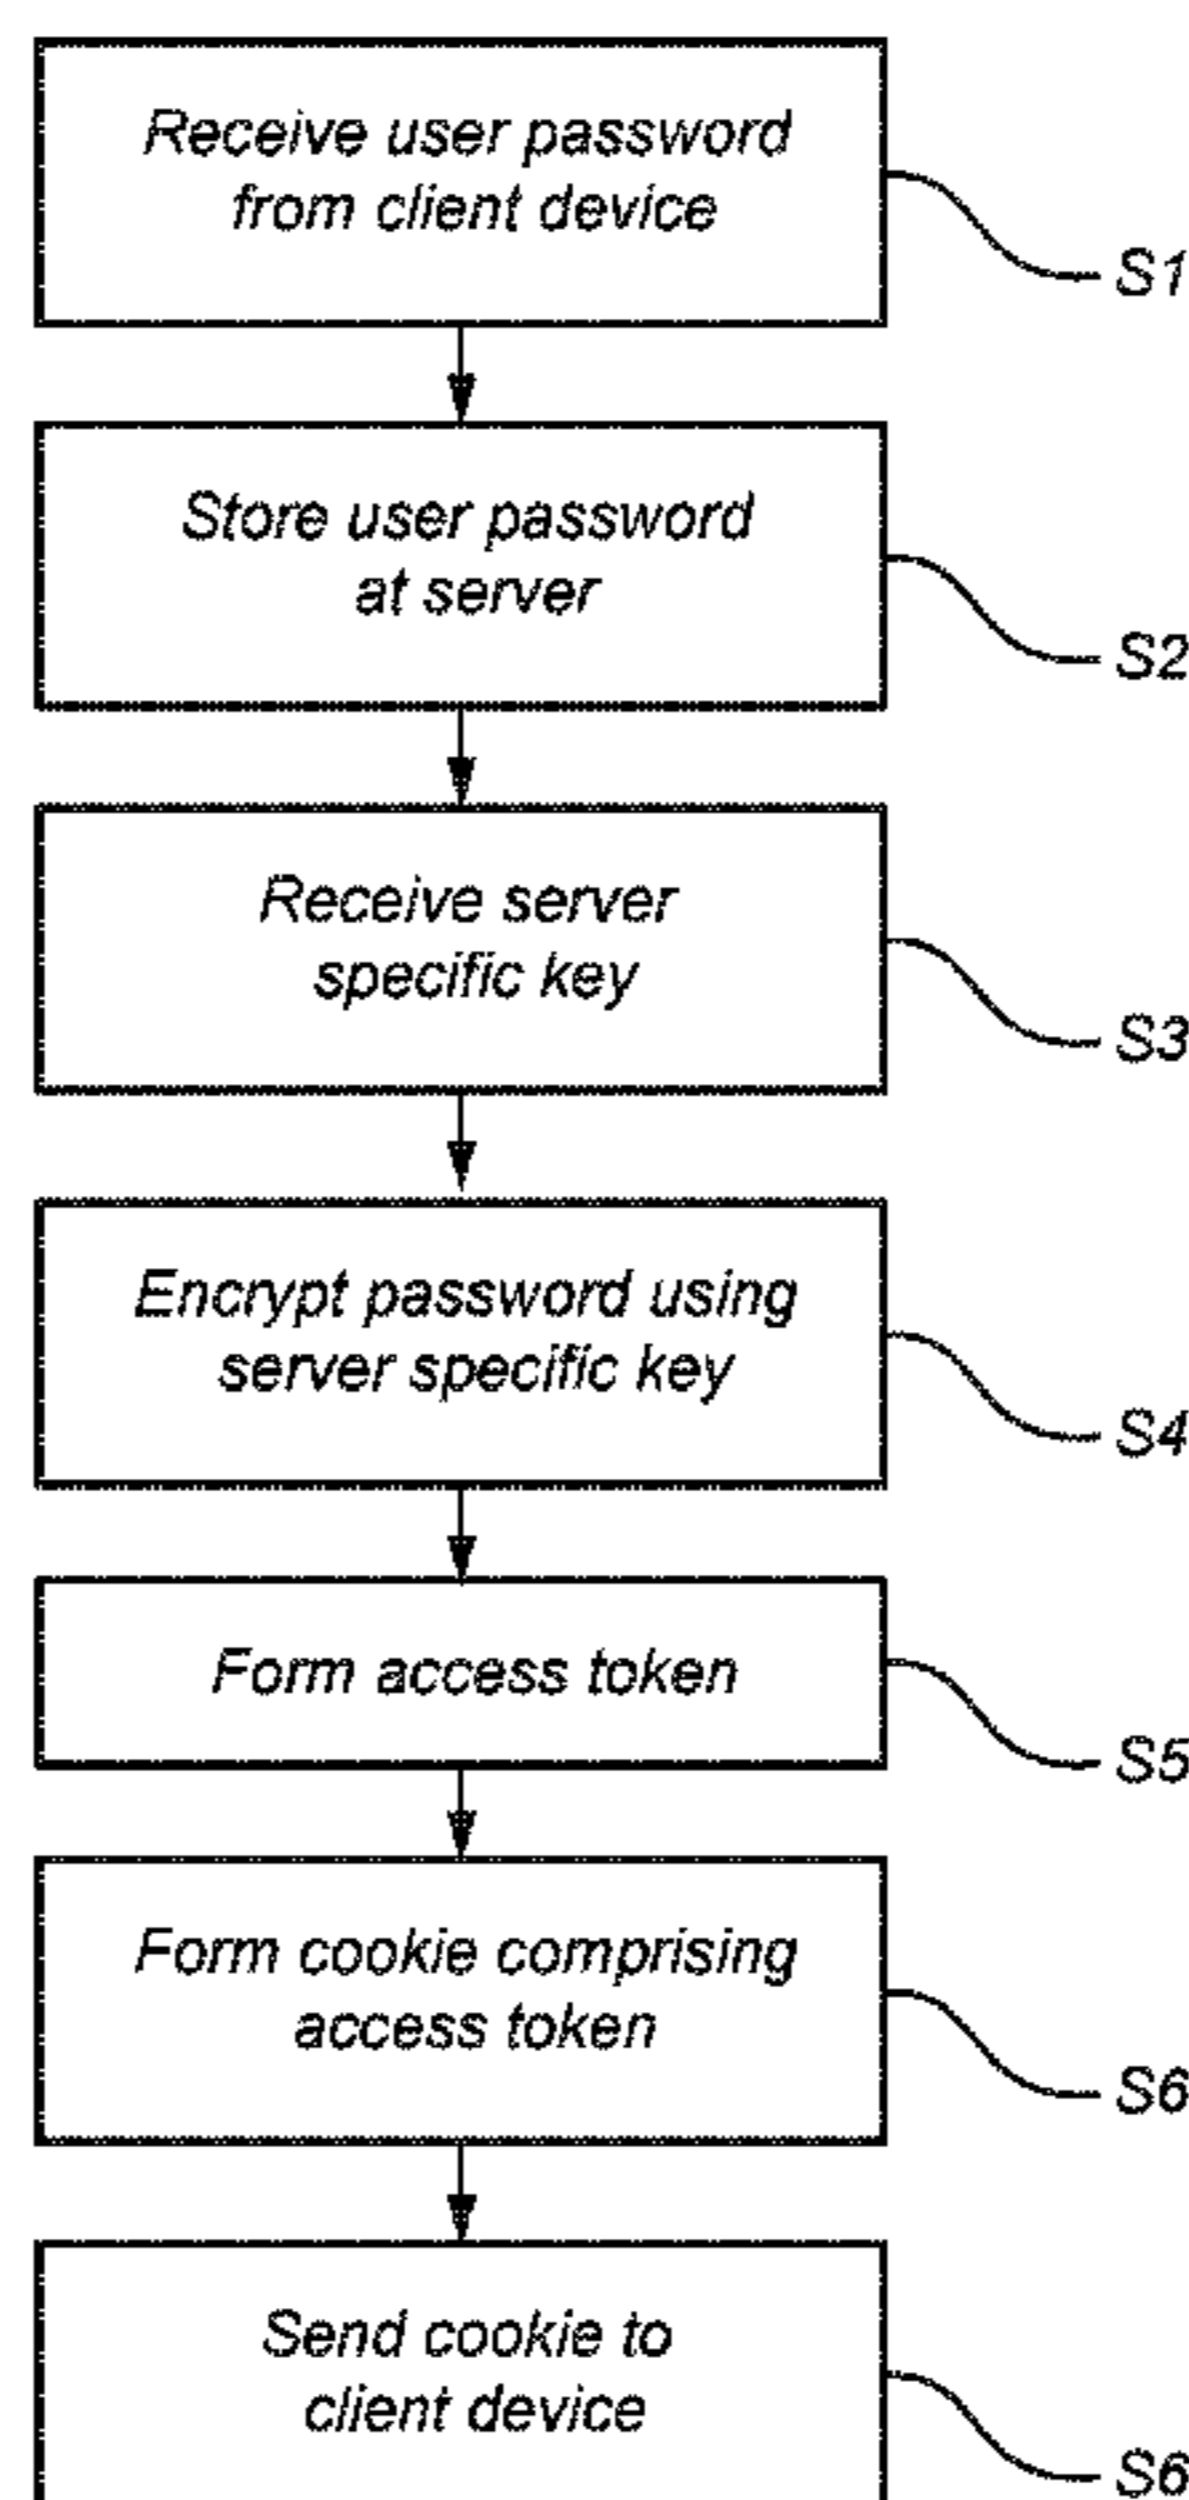 Receive user password
from client device
S1
Store user password
at server
S2
Receive server
specific key
S3
Encrypt password using
server specific key
S4
Form access token
S5
Form cookie comprising
access token
S6
Send cookie to
client device
S6